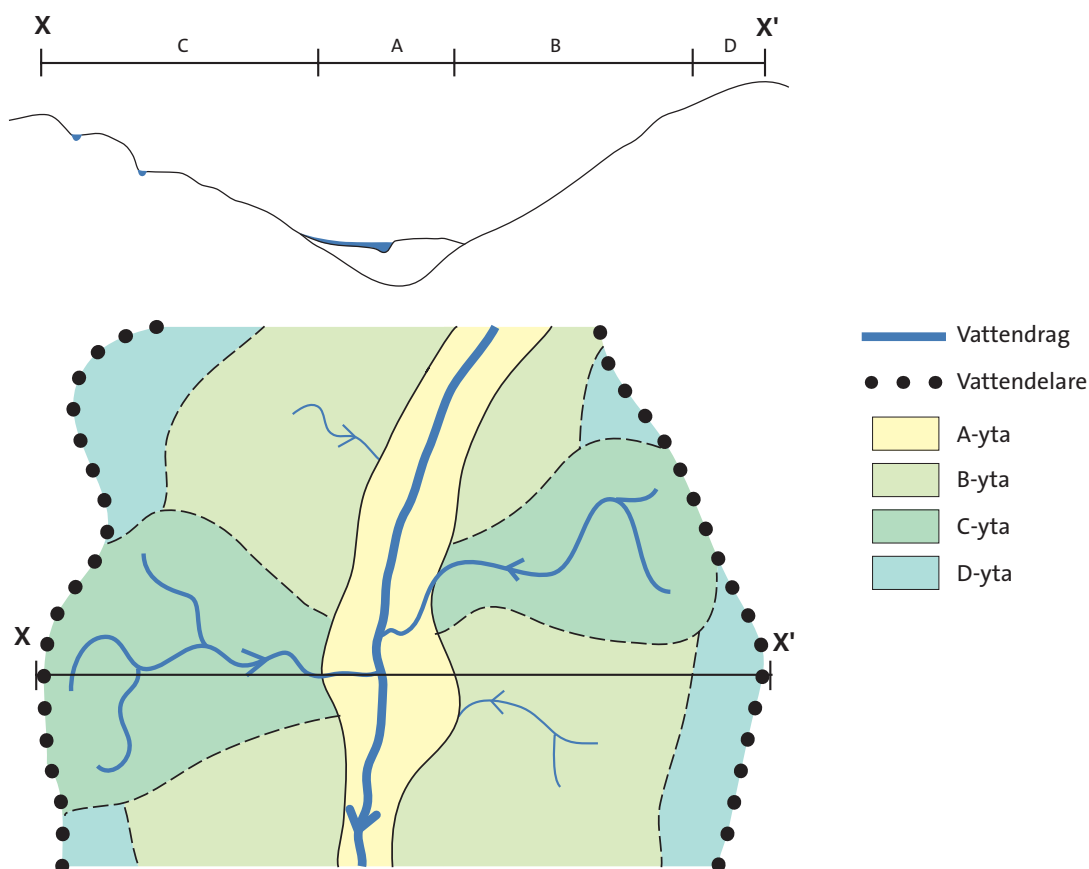 X X'
C A B D
Vattendrag
Vattendelare
A-yta
B-yta
C-yta
D-yta
X X'